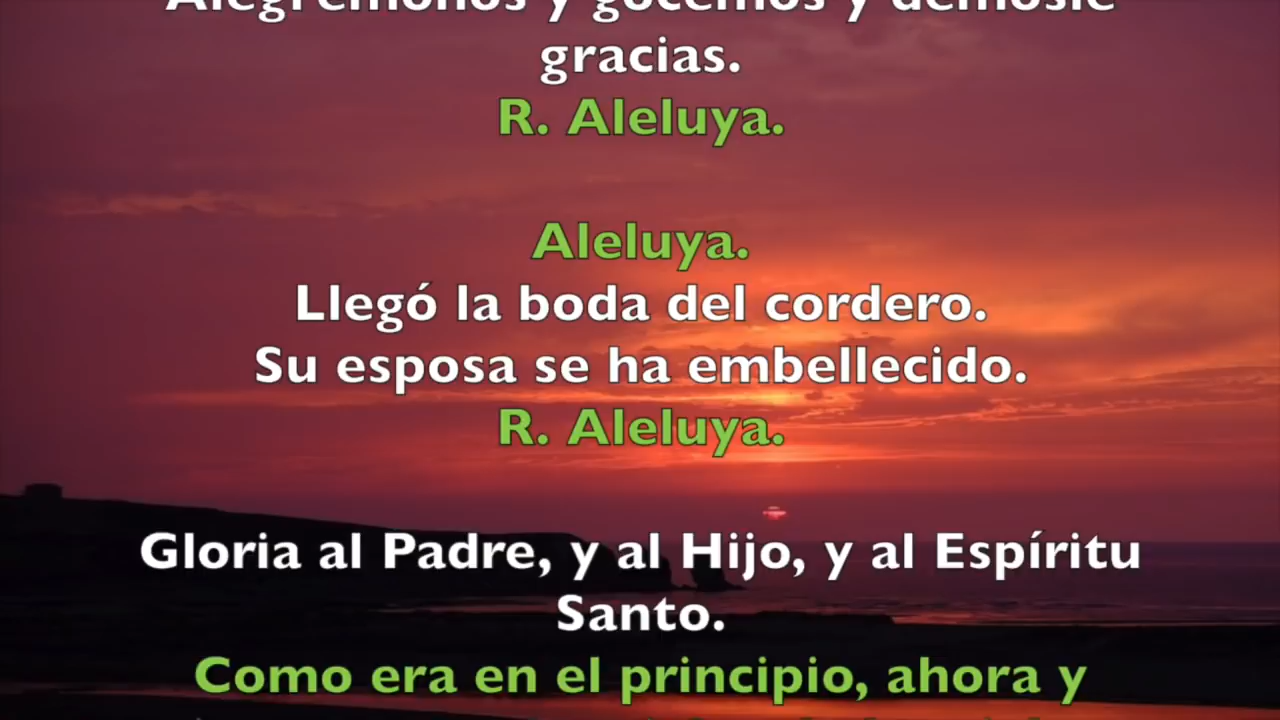 Alegrémonos y gocemos y démosle
gracias.
R. Aleluya.
Aleluya.
Llegó la boda del cordero.
Su esposa se ha embellecido.
R. Aleluya.
Gloria al Padre, y al Hijo, y al Espíritu
Santo.
Como era en el principio, ahora y